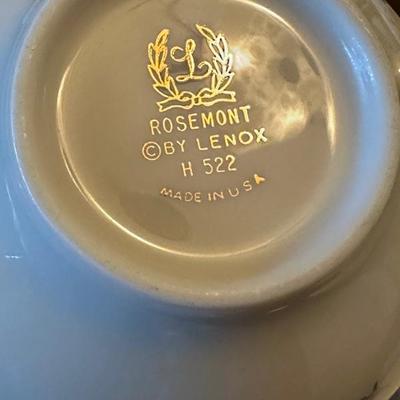 L
ROSEMONT
©BY LENOX
H 522
MADE IN USA